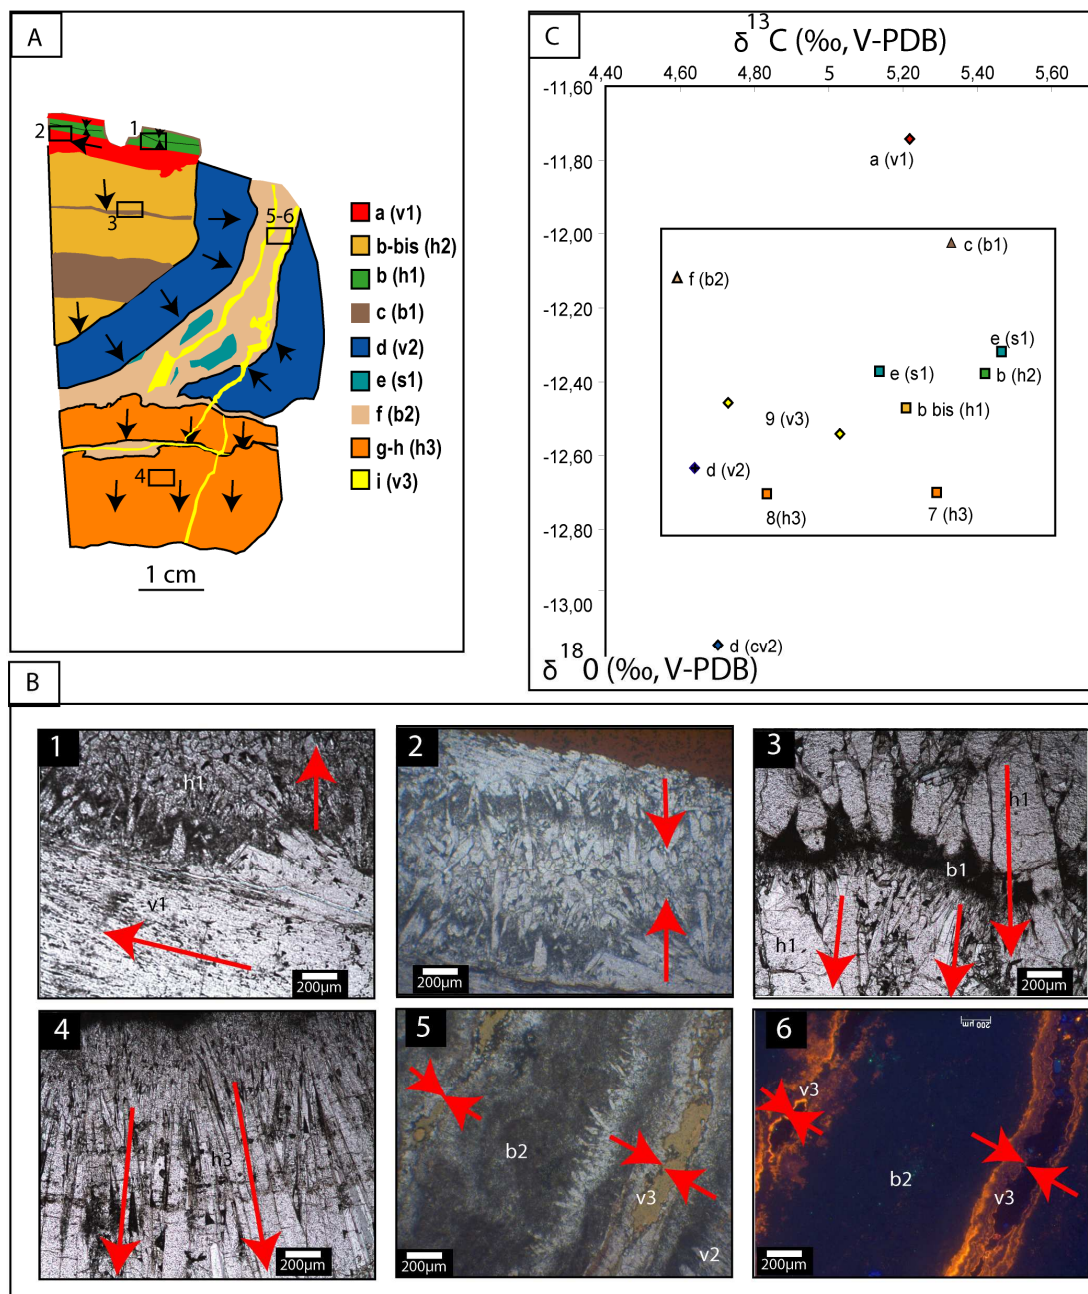 A
2
1
3
5-6
4
1 cm
a (v1)
b-bis (h2)
b (h1)
c (b1)
d (v2)
e (s1)
f (b2)
g-h (h3)
i (v3)
C
δ13C (‰, V-PDB)
4,40 4,60 4,80 5 5,20 5,40 5,60
-11,60
-11,80
-12,00
-12,20
-12,40
-12,60
-12,80
-13,00
a (v1)
c (b1)
f (b2)
e (s1)
e (s1)
b (h2)
b bis (h1)
9 (v3)
d (v2)
8(h3)
7 (h3)
d (cv2)
δ18 0 (‰, V-PDB)
B
1
h1
v1
200µm
2
200µm
3
h1
b1
h1
200µm
4
h3
200µm
5
b2
v3
v2
200µm
6
200 µm
v3
b2
v3
200µm